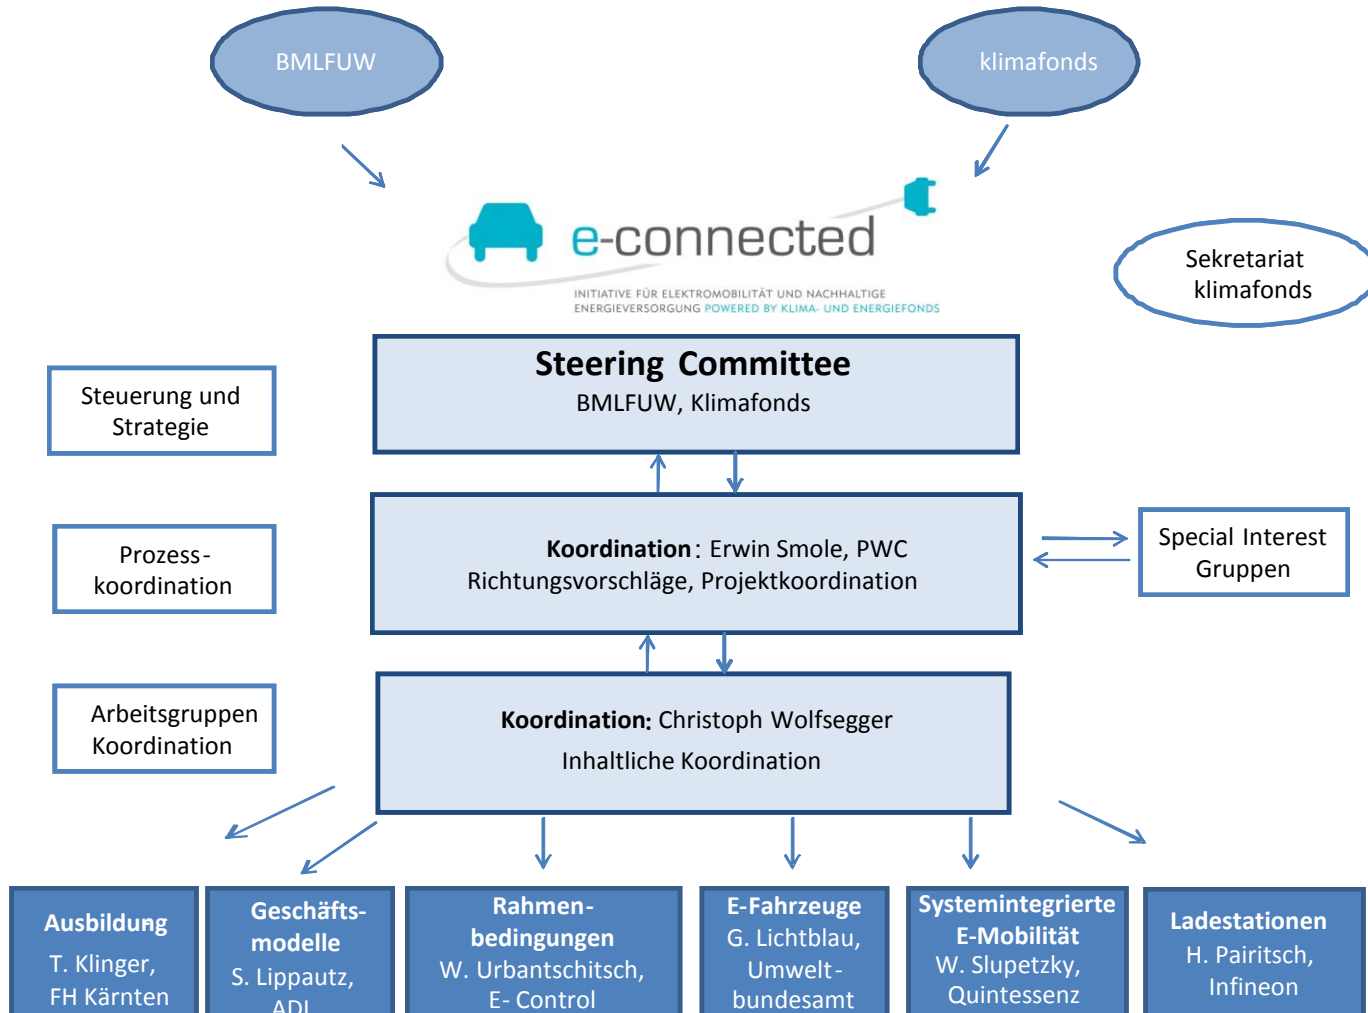 BMLFUW
klimafonds
e-connected
INITIATIVE FÜR ELEKTROMOBILITÄT UND NACHHALTIGE
ENERGIEVERSORGUNG POWERED BY KLIMA- UND ENERGIEFONDS
Sekretariat
klimafonds
Steering Committee
BMLFUW, Klimafonds
Steuerung und
Strategie
Koordination: Erwin Smole, PWC
Richtungsvorschläge, Projektkoordination
Prozess-
koordination
Special Interest
Gruppen
Koordination: Christoph Wolfsegger
Inhaltliche Koordination
Arbeitsgruppen
Koordination
Ausbildung
T. Klinger,
FH Kärnten
Geschäfts-
modelle
S. Lippautz,
ADL
Rahmen-
bedingungen
W. Urbantschitsch,
E- Control
E-Fahrzeuge
G. Lichtblau,
Umwelt-
bundesamt
Systemintegrierte
E-Mobilität
W. Slupetzky,
Quintessenz
Ladestationen
H. Pairitsch,
Infineon